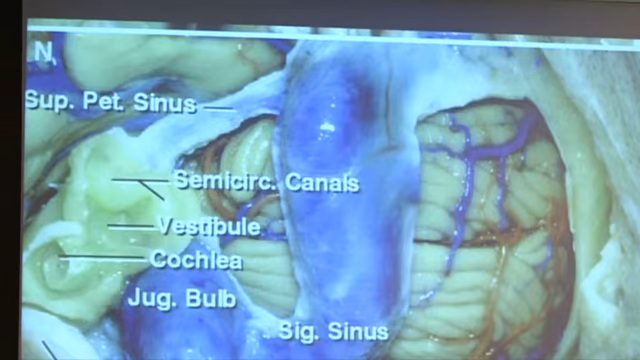 N
Sup. Pet. Sinus
Semicirc. Canals
Vestibule
Cochlea
Jug. Bulb
Sig. Sinus